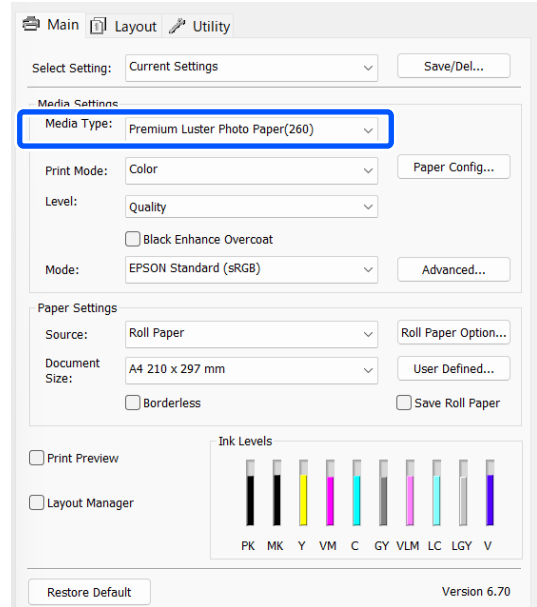 Main Layout Utility
Select Setting: Current Settings Save/Del...
Media Settings
Media Type: Premium Luster Photo Paper(260)
Print Mode: Color Paper Config...
Level: Quality
Black Enhance Overcoat
Mode: EPSON Standard (sRGB) Advanced...
Paper Settings
Source: Roll Paper Roll Paper Option...
Document Size: A4 210 x 297 mm User Defined...
Borderless Save Roll Paper
Ink Levels
Print Preview
Layout Manager
PK MK Y VM C GY VLM LC LGY V
Restore Default Version 6.70